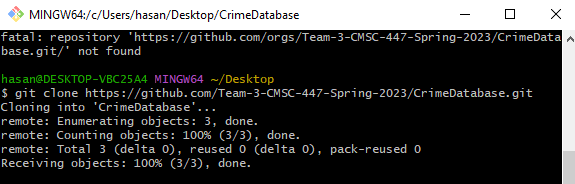 MINGW64:/c/Users/hasan/Desktop/CrimeDatabase
fatal: repository 'https://github.com/orgs/Team-3-CMSC-447-Spring-2023/CrimeData
base.git/' not found
hasan@DESKTOP-VBC25A4 MINGW64 ~/Desktop
$ git clone https://github.com/Team-3-CMSC-447-Spring-2023/CrimeDatabase.git
Cloning into 'CrimeDatabase'...
remote: Enumerating objects: 3, done.
remote: Counting objects: 100% (3/3), done.
remote: Total 3 (delta 0), reused 0 (delta 0), pack-reused 0
Receiving objects: 100% (3/3), done.